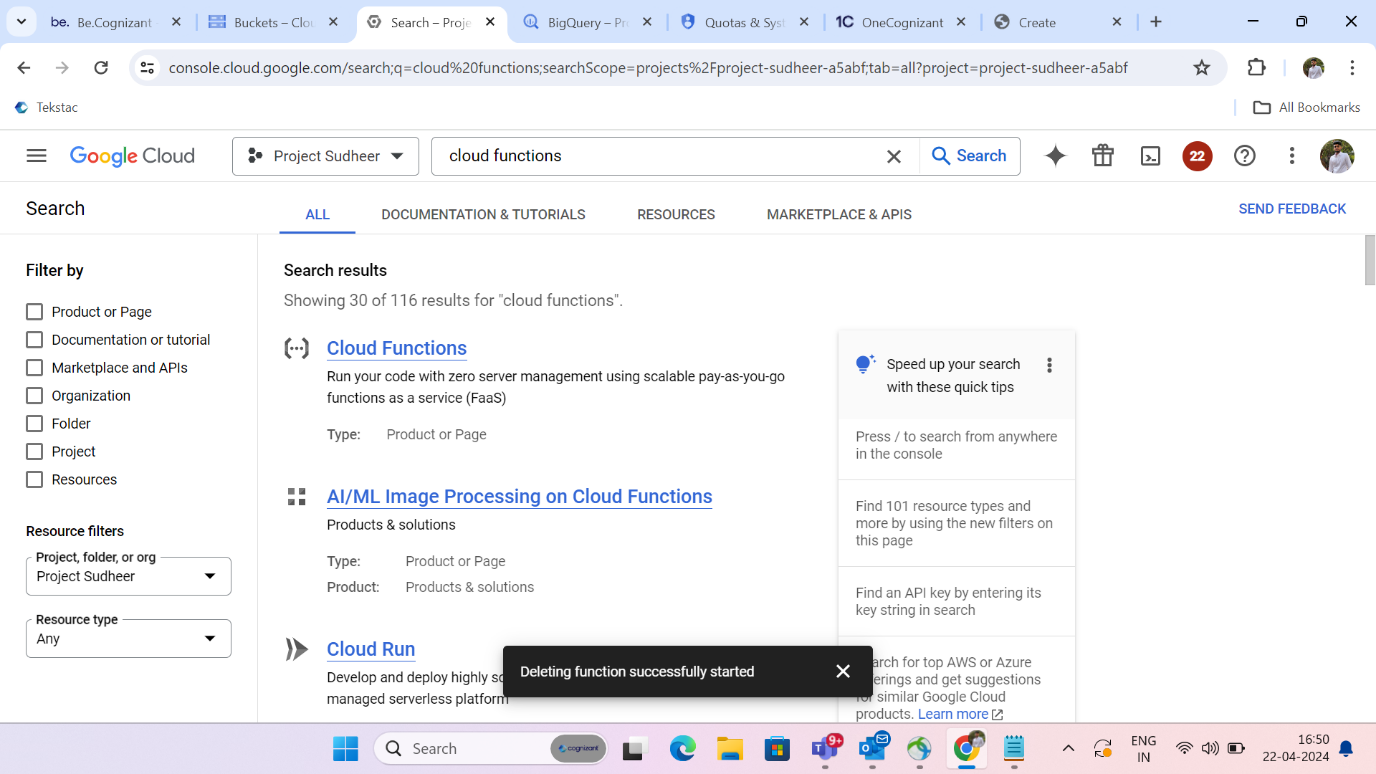 be. Be.Cognizant
Buckets – Clou
Search – Proje
BigQuery – Pr
Quotas & Syst
1C OneCognizant
Create
console.cloud.google.com/search;q=cloud%20functions;searchScope=projects%2Fproject-sudheer-a5abf;tab=all?project=project-sudheer-a5abf
Tekstac
All Bookmarks
Google Cloud
Project Sudheer
cloud functions
Search
22
Search
ALL
DOCUMENTATION & TUTORIALS
RESOURCES
MARKETPLACE & APIS
SEND FEEDBACK
Filter by
Product or Page
Documentation or tutorial
Marketplace and APIs
Organization
Folder
Project
Resources
Resource filters
Project, folder, or org
Project Sudheer
Resource type
Any
Search results
Showing 30 of 116 results for "cloud functions".
Cloud Functions
Run your code with zero server management using scalable pay-as-you-go
functions as a service (FaaS)
Type: Product or Page
AI/ML Image Processing on Cloud Functions
Products & solutions
Type: Product or Page
Product: Products & solutions
Cloud Run
Develop and deploy highly sc
managed serverless platform
Speed up your search
with these quick tips
Press / to search from anywhere
in the console
Find 101 resource types and
more by using the new filters on
this page
Find an API key by entering its
key string in search
arch for top AWS or Azure
erings and get suggestions
for similar Google Cloud
products. Learn more
Deleting function successfully started
Search
cognizant
9+
ENG
IN
16:50
22-04-2024